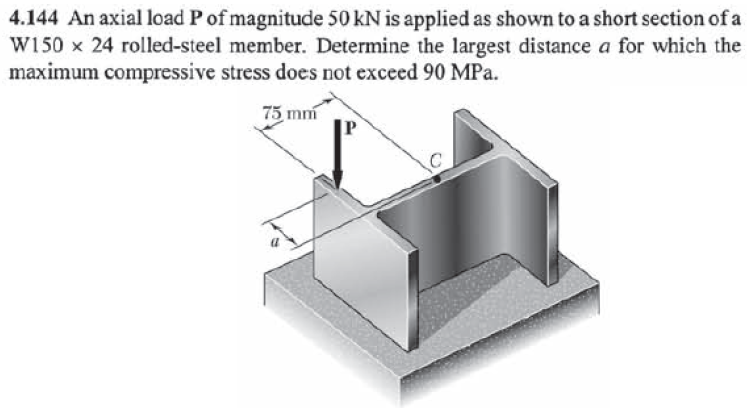 4.144 An axial load P of magnitude 50 kN is applied as shown to a short section of a
W150 × 24 rolled-steel member. Determine the largest distance a for which the
maximum compressive stress does not exceed 90 MPa.
75 mm
P
C
a